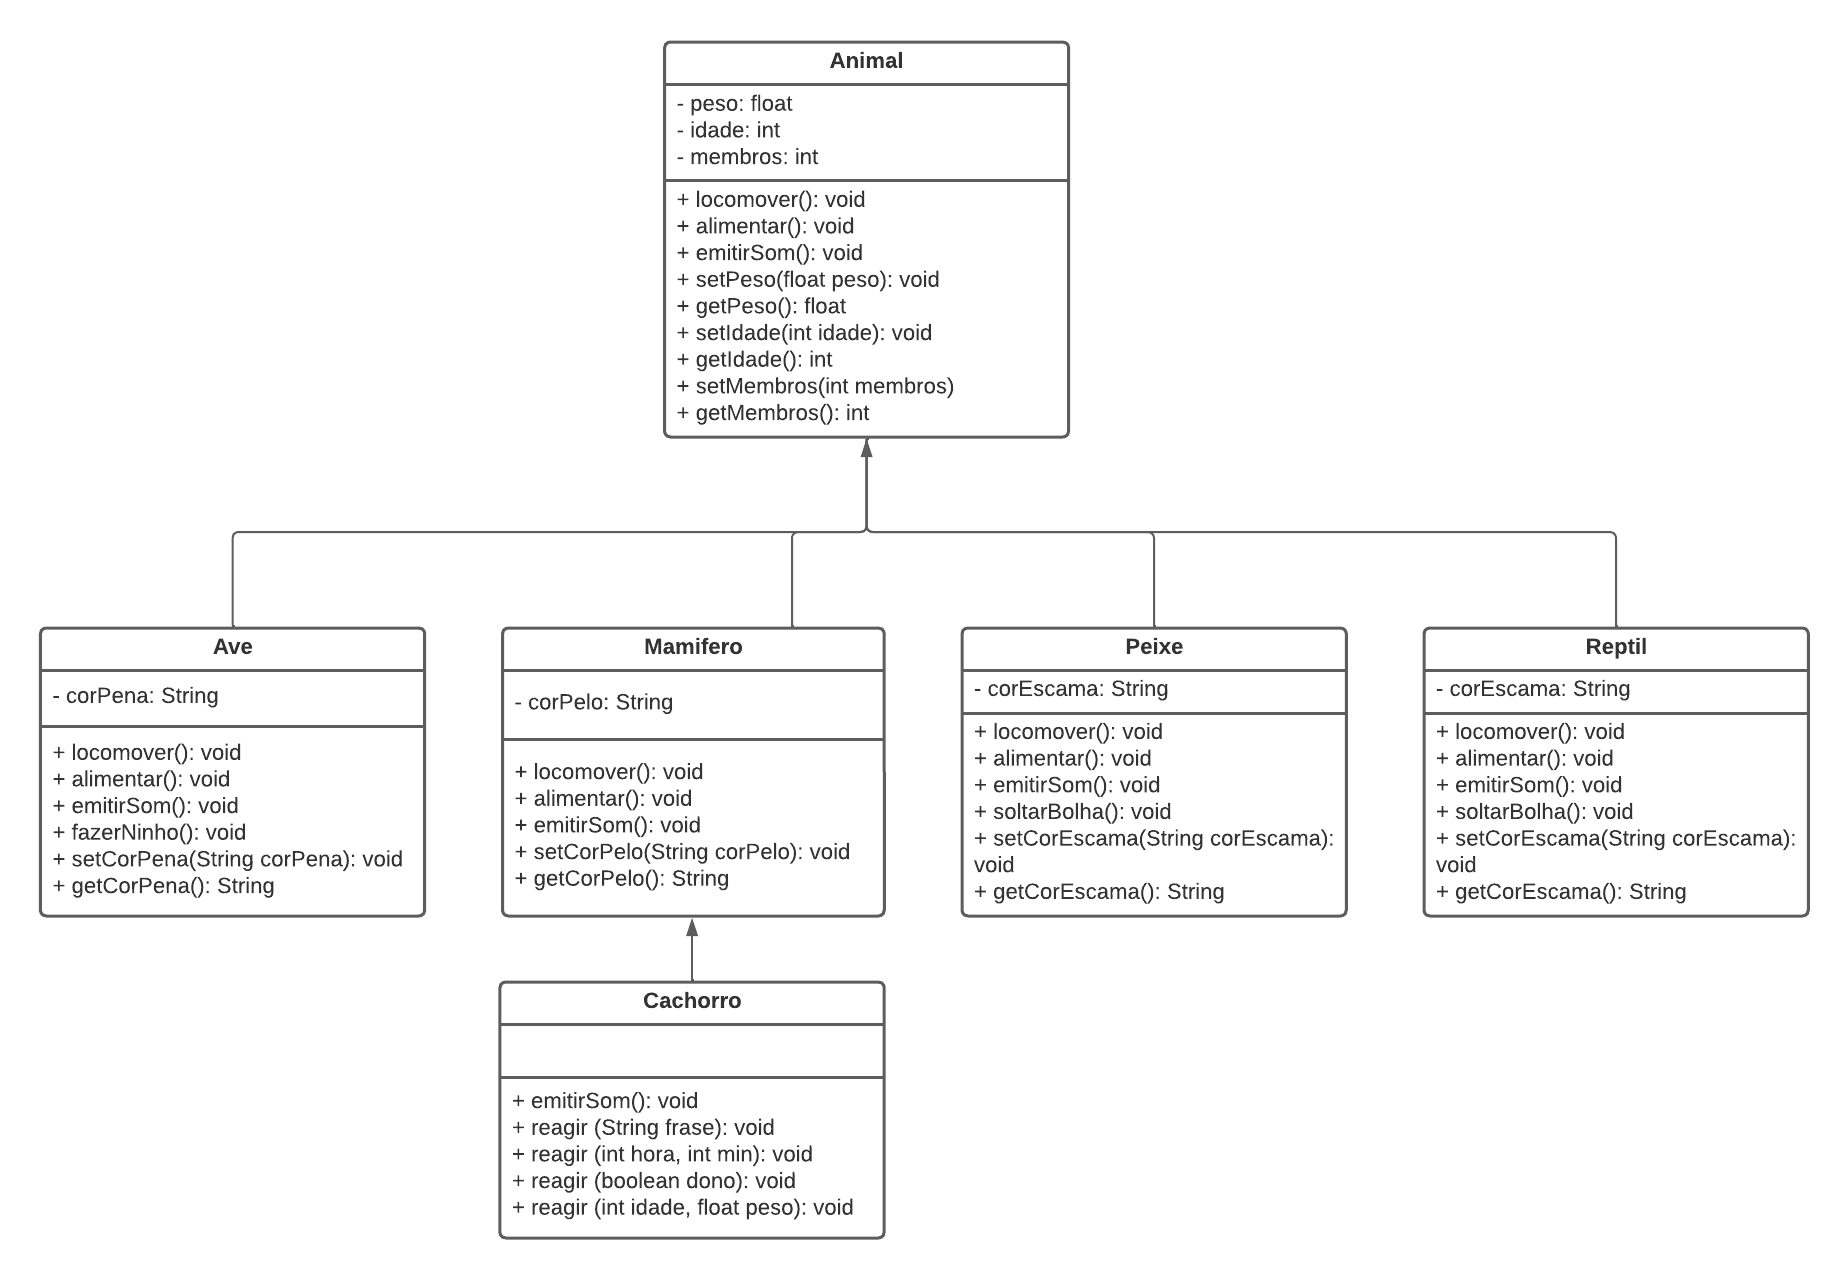 Animal
- peso: float
- idade: int
- membros: int
+ locomover(): void
+ alimentar(): void
+ emitirSom(): void
+ setPeso(float peso): void
+ getPeso(): float
+ setIdade(int idade): void
+ getIdade(): int
+ setMembros(int membros)
+ getMembros(): int
Ave
- corPena: String
+ locomover(): void
+ alimentar(): void
+ emitirSom(): void
+ fazerNinho(): void
+ setCorPena(String corPena): void
+ getCorPena(): String
Mamifero
- corPelo: String
+ locomover(): void
+ alimentar(): void
+ emitirSom(): void
+ setCorPelo(String corPelo): void
+ getCorPelo(): String
Peixe
- corEscama: String
+ locomover(): void
+ alimentar(): void
+ emitirSom(): void
+ soltarBolha(): void
+ setCorEscama(String corEscama):
void
+ getCorEscama(): String
Reptil
- corEscama: String
+ locomover(): void
+ alimentar(): void
+ emitirSom(): void
+ soltarBolha(): void
+ setCorEscama(String corEscama):
void
+ getCorEscama(): String
Cachorro
+ emitirSom(): void
+ reagir (String frase): void
+ reagir (int hora, int min): void
+ reagir (boolean dono): void
+ reagir (int idade, float peso): void